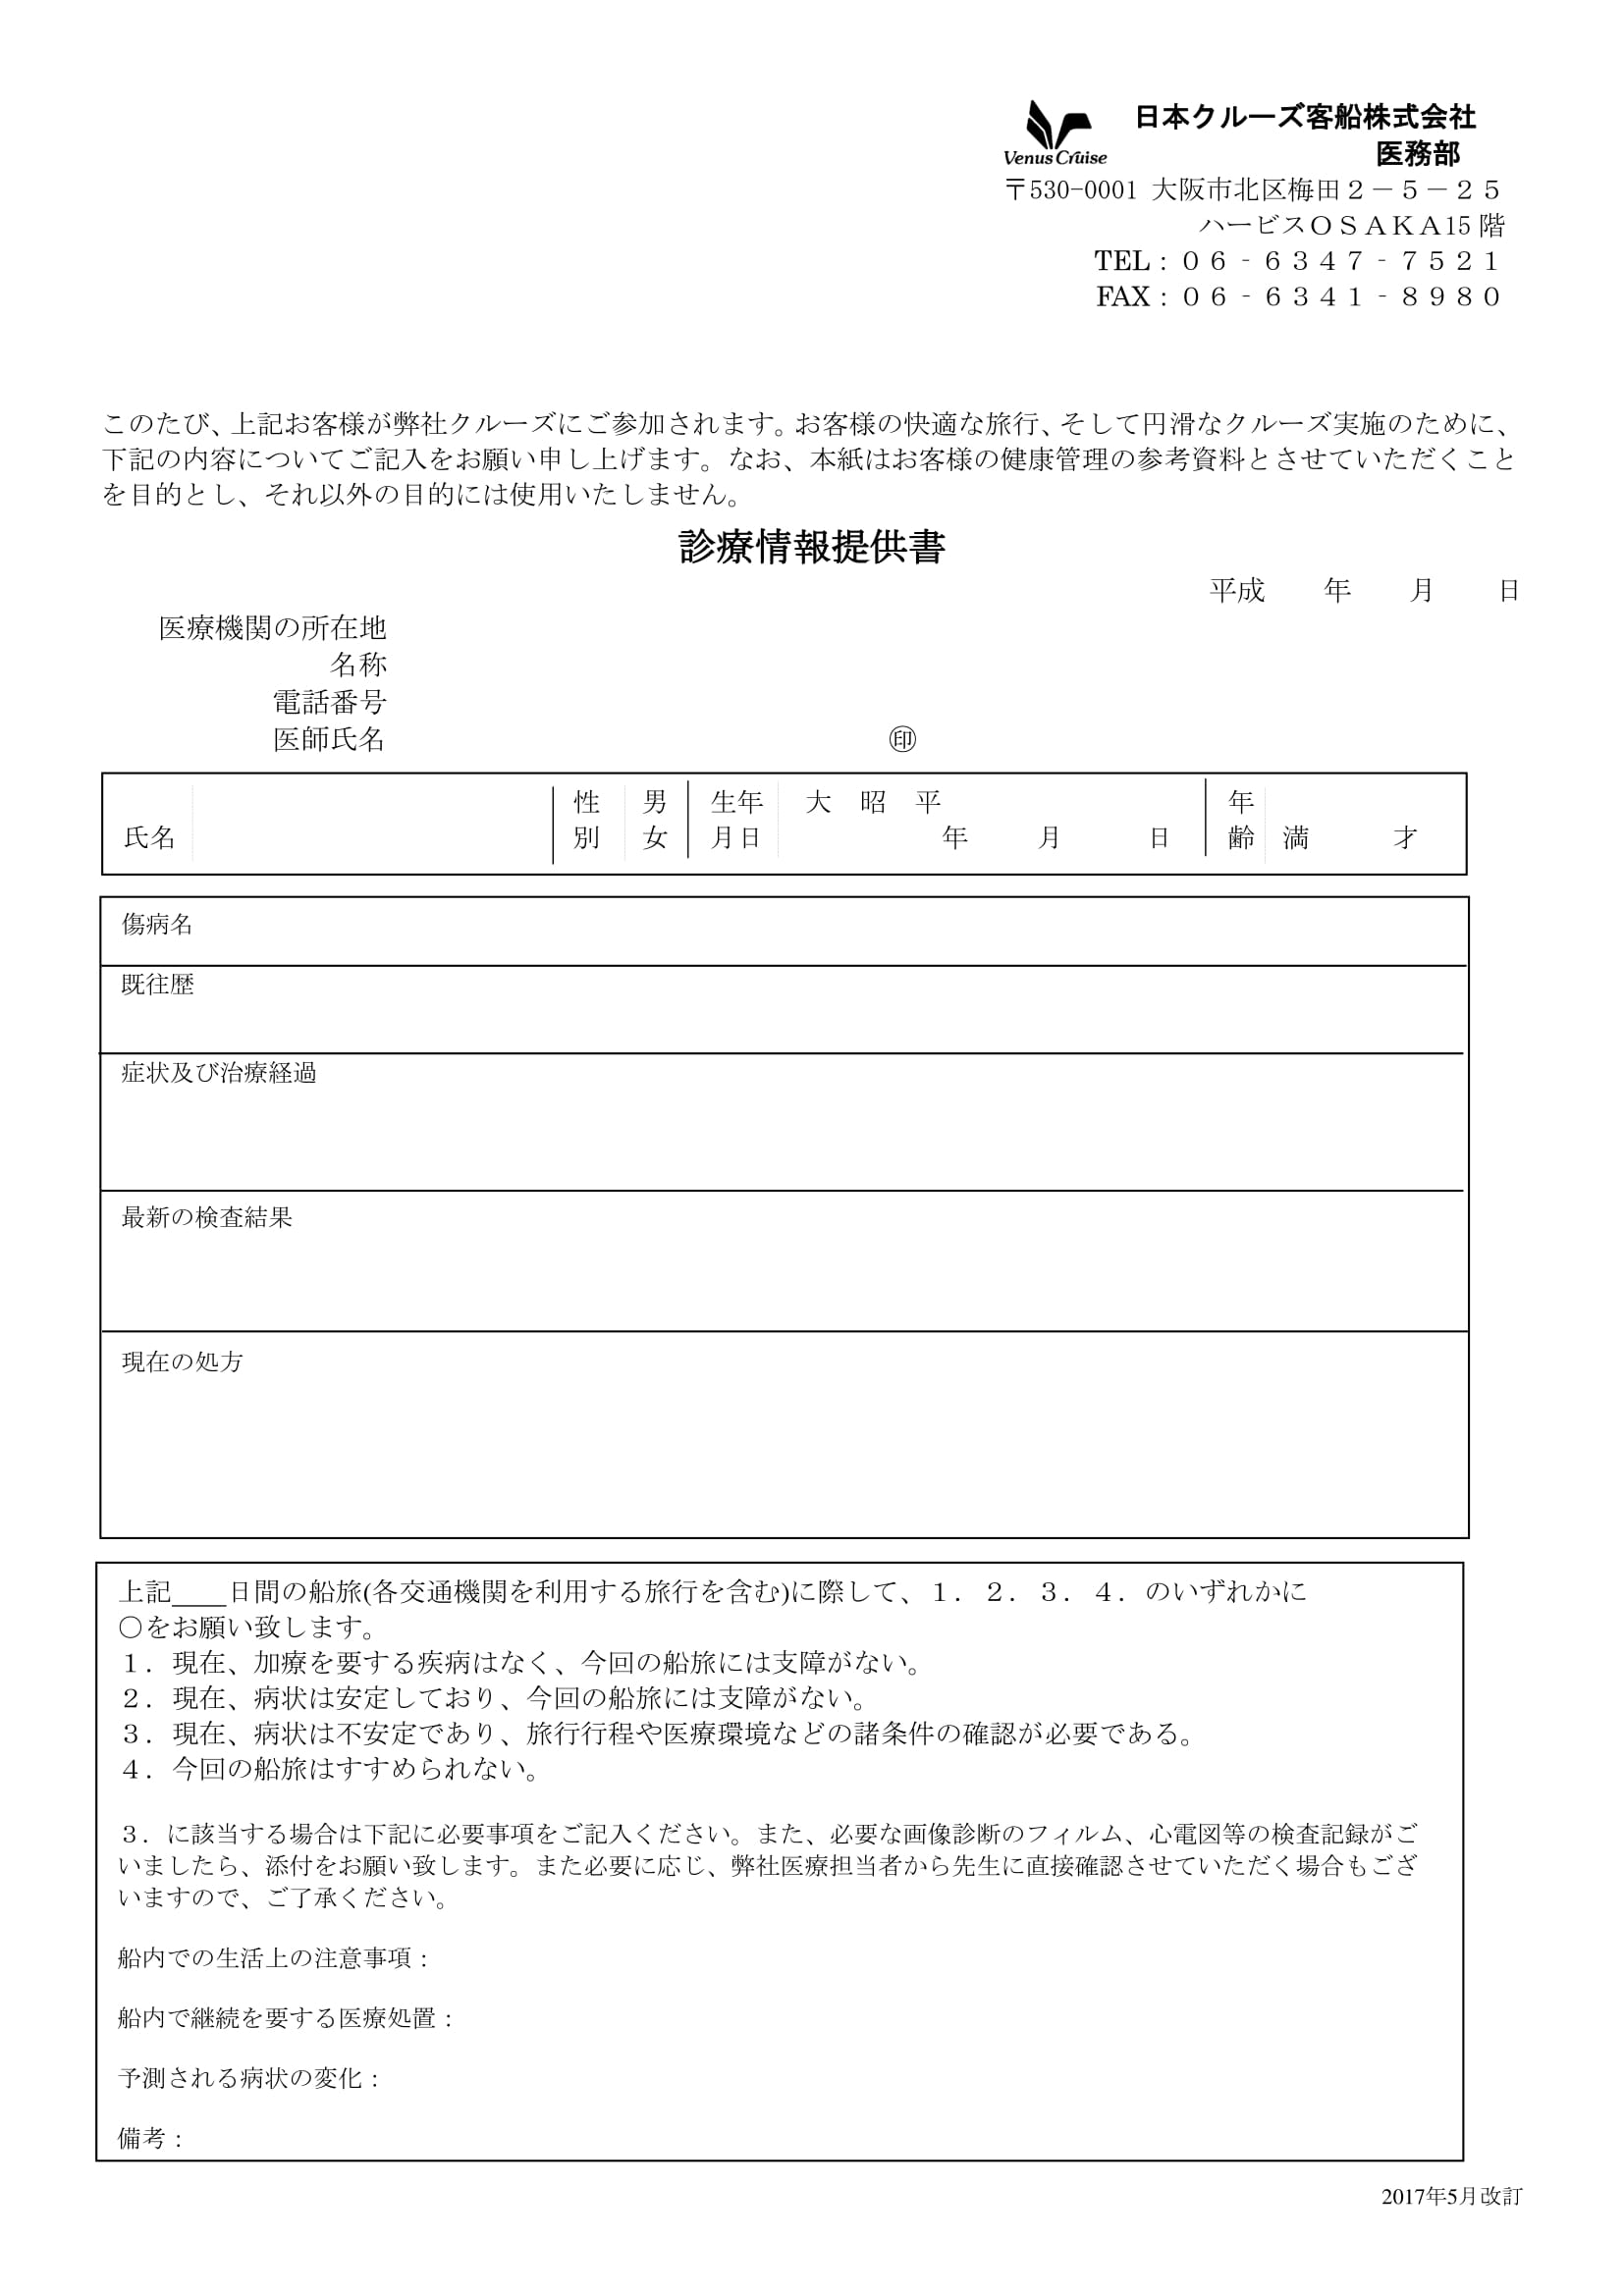 Venus Cruise
日本クルーズ客船株式会社
医務部
〒530-0001 大阪市北区梅田２－５－２５
ハービスＯＳＡＫＡ15 階
TEL：０６‐６３４７‐７５２１
FAX：０６‐６３４１‐８９８０
このたび、上記お客様が弊社クルーズにご参加されます。お客様の快適な旅行、そして円滑なクルーズ実施のために、
下記の内容についてご記入をお願い申し上げます。なお、本紙はお客様の健康管理の参考資料とさせていただくこと
を目的とし、それ以外の目的には使用いたしません。
診療情報提供書
平成　　年　　月　　日
医療機関の所在地
名称
電話番号
医師氏名　　㊞
性　男　生年　大　昭　平　年
氏名　別　女　月日　年　月　日　齢　満　才
傷病名
既往歴
症状及び治療経過
最新の検査結果
現在の処方
上記____日間の船旅(各交通機関を利用する旅行を含む)に際して、１．２．３．４．のいずれかに
〇をお願い致します。
１．現在、加療を要する疾病はなく、今回の船旅には支障がない。
２．現在、病状は安定しており、今回の船旅には支障がない。
３．現在、病状は不安定であり、旅行行程や医療環境などの諸条件の確認が必要である。
４．今回の船旅はすすめられない。
３．に該当する場合は下記に必要事項をご記入ください。また、必要な画像診断のフィルム、心電図等の検査記録がご
いましたら、添付をお願い致します。また必要に応じ、弊社医療担当者から先生に直接確認させていただく場合もござ
いますので、ご了承ください。
船内での生活上の注意事項：
船内で継続を要する医療処置：
予測される病状の変化：
備考：
2017年5月改訂